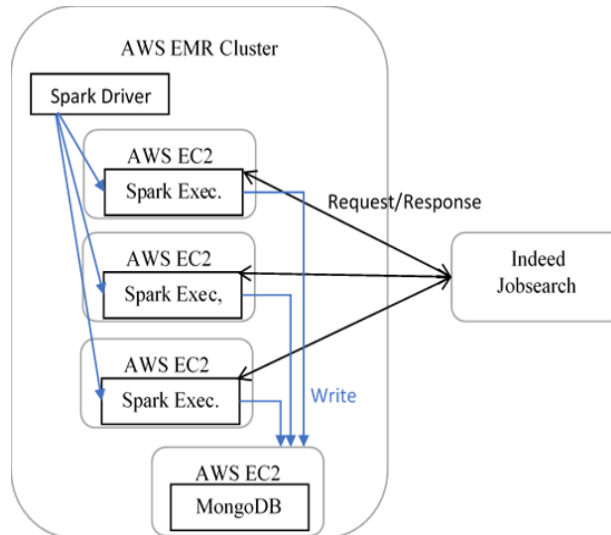 AWS EMR Cluster
Spark Driver
AWS EC2
Spark Exec.
Request/Response
AWS EC2
Spark Exec,
Indeed
Jobsearch
AWS EC2
Spark Exec.
Write
AWS EC2
MongoDB